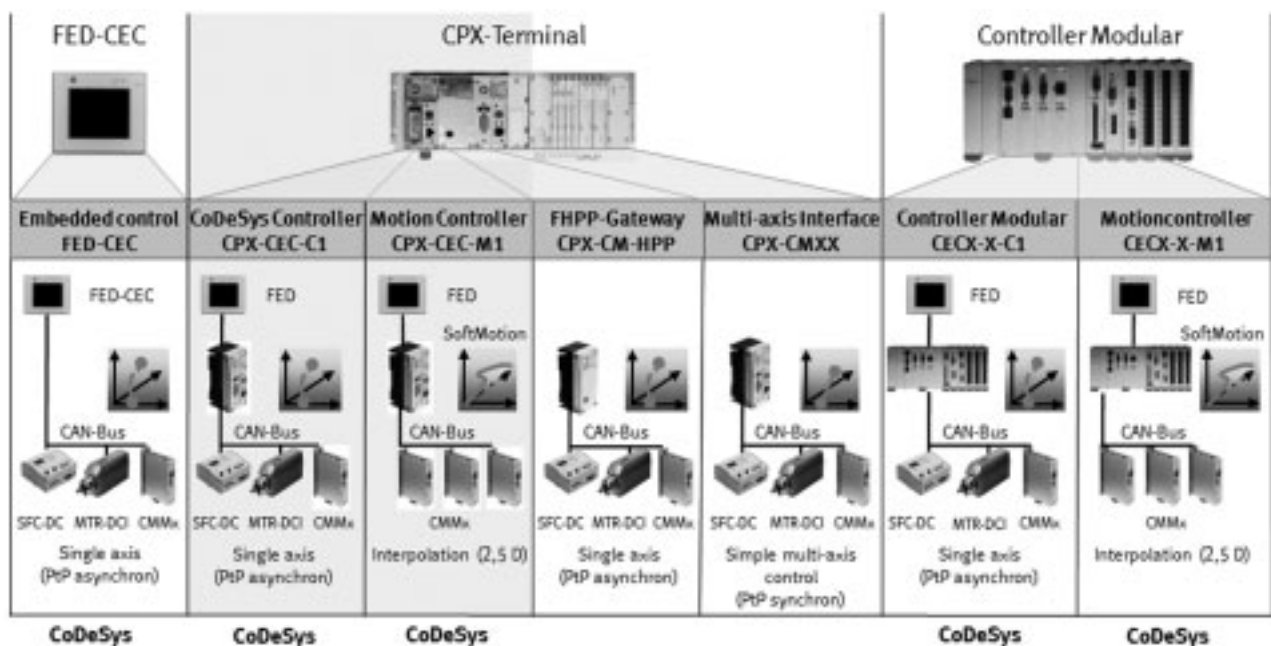 FED-CEC
CPX-Terminal
Controller Modular
Embedded control
FED-CEC
CoDeSys Controller
CPX-CEC-C1
Motion Controller
CPX-CEC-M1
FHPP-Gateway
CPX-CM-HPP
Multi-axis Interface
CPX-CMXX
Controller Modular
CECX-X-C1
Motioncontroller
CECX-X-M1
FED-CEC
CAN-Bus
SFC-DC MTR-DCI CMMx
Single axis
(PtP asynchron)
FED
CAN-Bus
SFC-DC MTR-DCI CMMx
Single axis
(PtP asynchron)
FED
SoftMotion
CAN-Bus
CMMx
Interpolation (2,5 D)
CAN-Bus
SFC-DC MTR-DCI CMMx
Single axis
(PtP asynchron)
CAN-Bus
SFC-DC MTR-DCI CMMx
Simple multi-axis
control
(PtP synchron)
FED
CAN-Bus
SFC-DC MTR-DCI CMMx
Single axis
(PtP asynchron)
FED
SoftMotion
CAN-Bus
CMMx
Interpolation (2,5 D)
CoDeSys
CoDeSys
CoDeSys
CoDeSys
CoDeSys